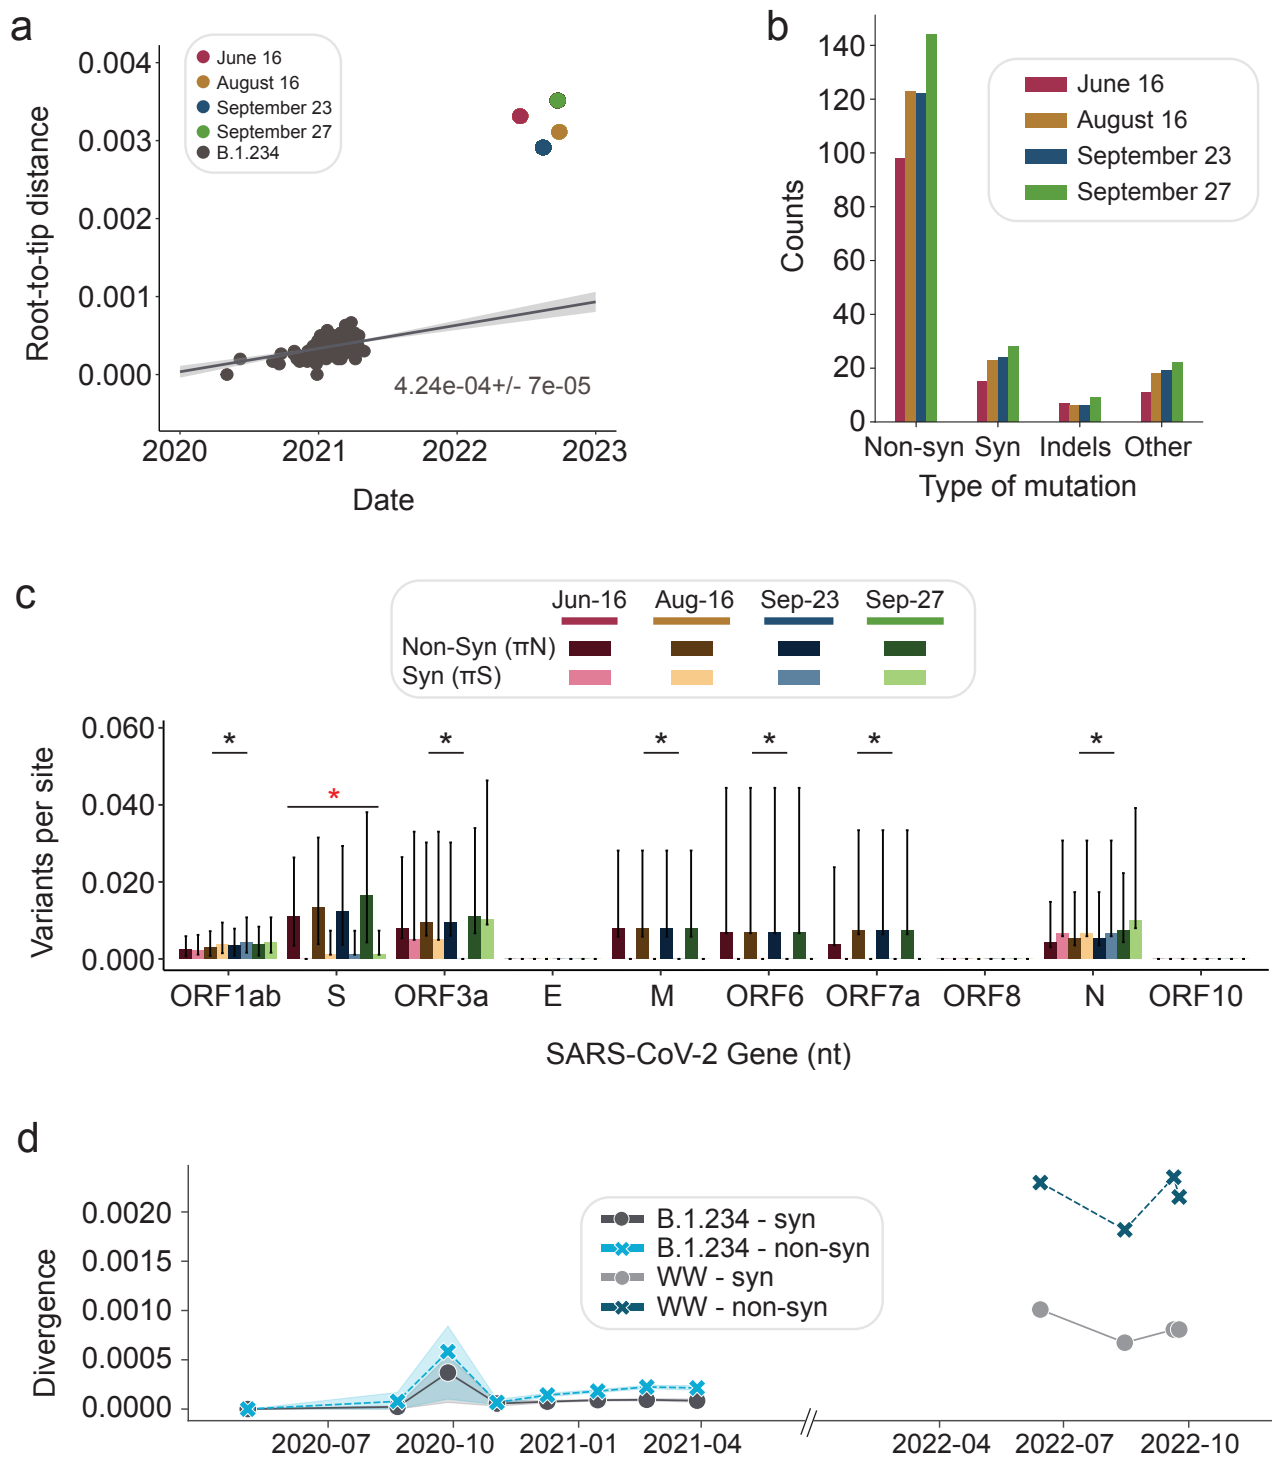 a
June 16
August 16
September 23
September 27
B.1.234
0.004
0.003
0.002
0.001
0.000
Root-to-tip distance
4.24e-04+/- 7e-05
2020 2021 2022 2023
Date
b
140
120
100
80
60
40
20
0
Counts
June 16
August 16
September 23
September 27
Non-syn Syn Indels Other
Type of mutation
c
Jun-16 Aug-16 Sep-23 Sep-27
Non-Syn (πN)
Syn (πS)
0.060
0.040
0.020
0.000
Variants per site
* * * * * *
*
ORF1ab S ORF3a E M ORF6 ORF7a ORF8 N ORF10
SARS-CoV-2 Gene (nt)
d
0.0020
0.0015
0.0010
0.0005
0.0000
Divergence
B.1.234 - syn
B.1.234 - non-syn
WW - syn
WW - non-syn
2020-07 2020-10 2021-01 2021-04 // 2022-04 2022-07 2022-10